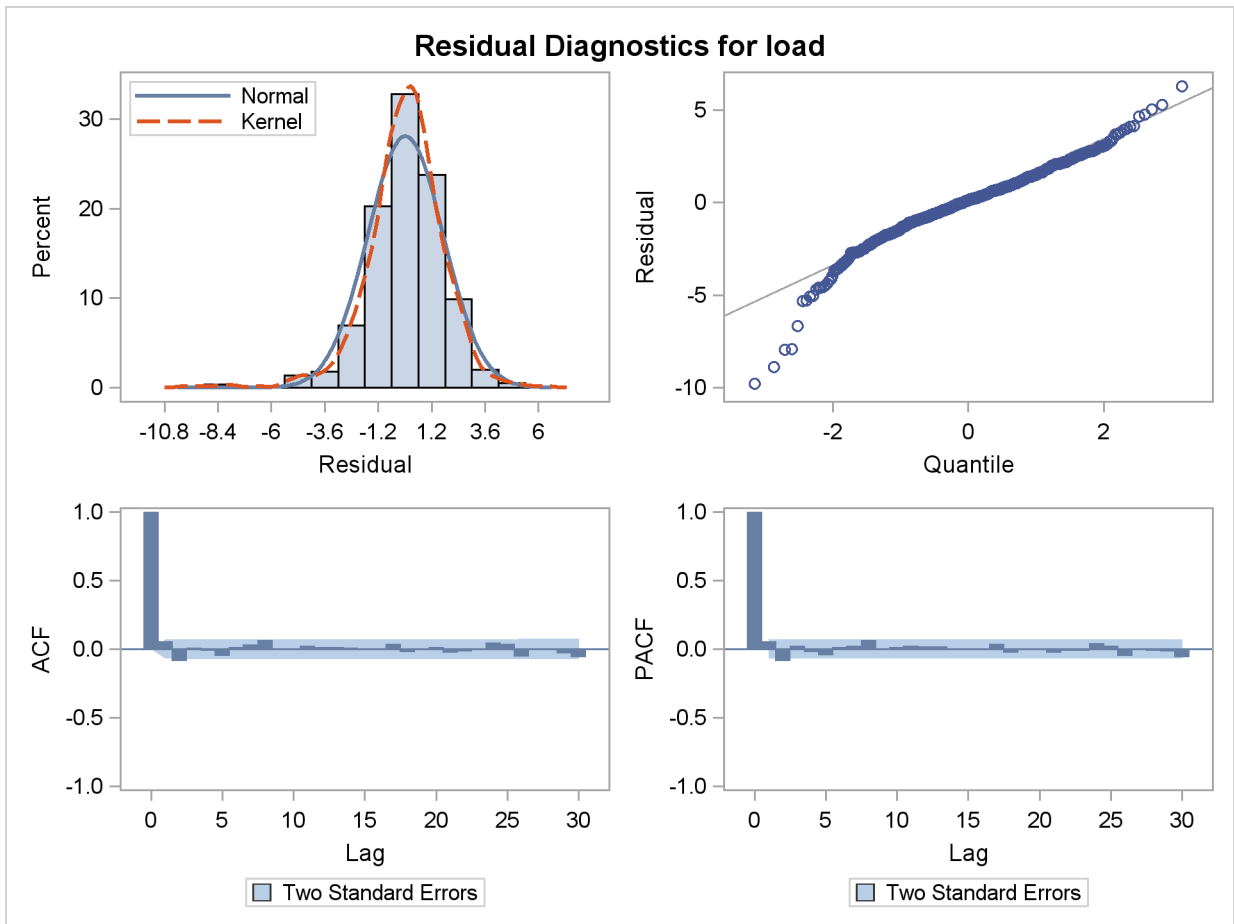 Residual Diagnostics for load
Normal
Kernel
30
20
10
0
Percent
-10.8 -8.4 -6 -3.6 -1.2 1.2 3.6 6
Residual
5
0
-5
-10
Residual
-2 0 2
Quantile
1.0
0.5
0.0
-0.5
-1.0
ACF
0 5 10 15 20 25 30
Lag
Two Standard Errors
1.0
0.5
0.0
-0.5
-1.0
PACF
0 5 10 15 20 25 30
Lag
Two Standard Errors